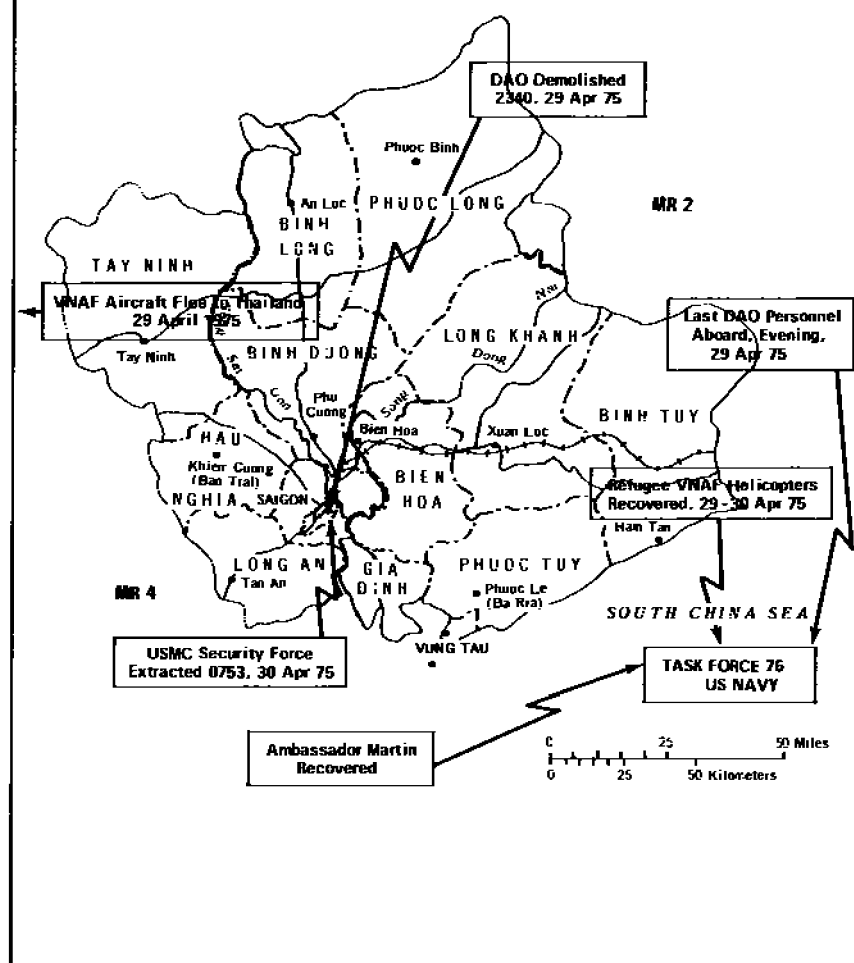 DAO Demolished
2340, 29 Apr 75
Phuoc Binh
An Loc
PHUOC LONG
MR 2
BINH
LONG
TAY NINH
VNAF Aircraft Flee to Thailand
29 April 1975
Nai
Last DAO Personnel
Aboard, Evening,
29 Apr 75
LONG KHANH
Dong
Tay Ninh
BINH DUONG
Sai
Gon
Song
Phu
Cuong
Bien Hoa
Xuan Loc
BINH TUY
HAU
Khiem Cuong
(Bao Trai)
NGHIA
SAIGON
BIEN
HOA
Refugee VNAF Helicopters
Recovered, 29-30 Apr 75
Ham Tan
LONG AN
Tan An
GIA
DINH
PHUOC TUY
MR 4
Phuoc Le
(Ba Ria)
SOUTH CHINA SEA
USMC Security Force
Extracted 0753, 30 Apr 75
VUNG TAU
TASK FORCE 76
US NAVY
Ambassador Martin
Recovered
0 25 50 Miles
0 25 50 Kilometers